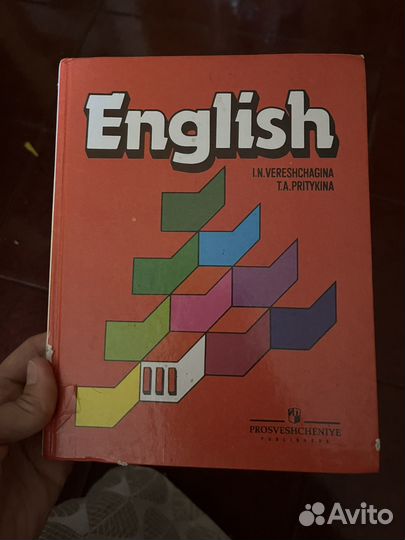 English
I.N.VERESHCHAGINA
T.A.PRITYKINA
III
PROSVESHCHENIYE
PUBLISHERS
Avito